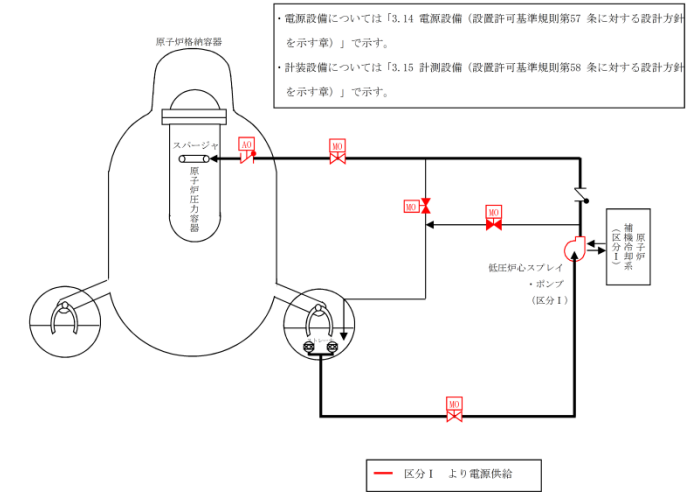 ・電源設備については「3.14 電源設備（設置許可基準規則第57 条に対する設計方針
を示す章）」で示す。
・計装設備については「3.15 計測設備（設置許可基準規則第58 条に対する設計方針
を示す章）」で示す。
原子炉格納容器
スパージャ
原子炉圧力容器
AO
MO
MO
MO
原子炉
補機冷却系
（区分Ⅰ）
低圧炉心スプレイ
・ポンプ
（区分Ⅰ）
ストレーナ
MO
区分Ⅰ より電源供給